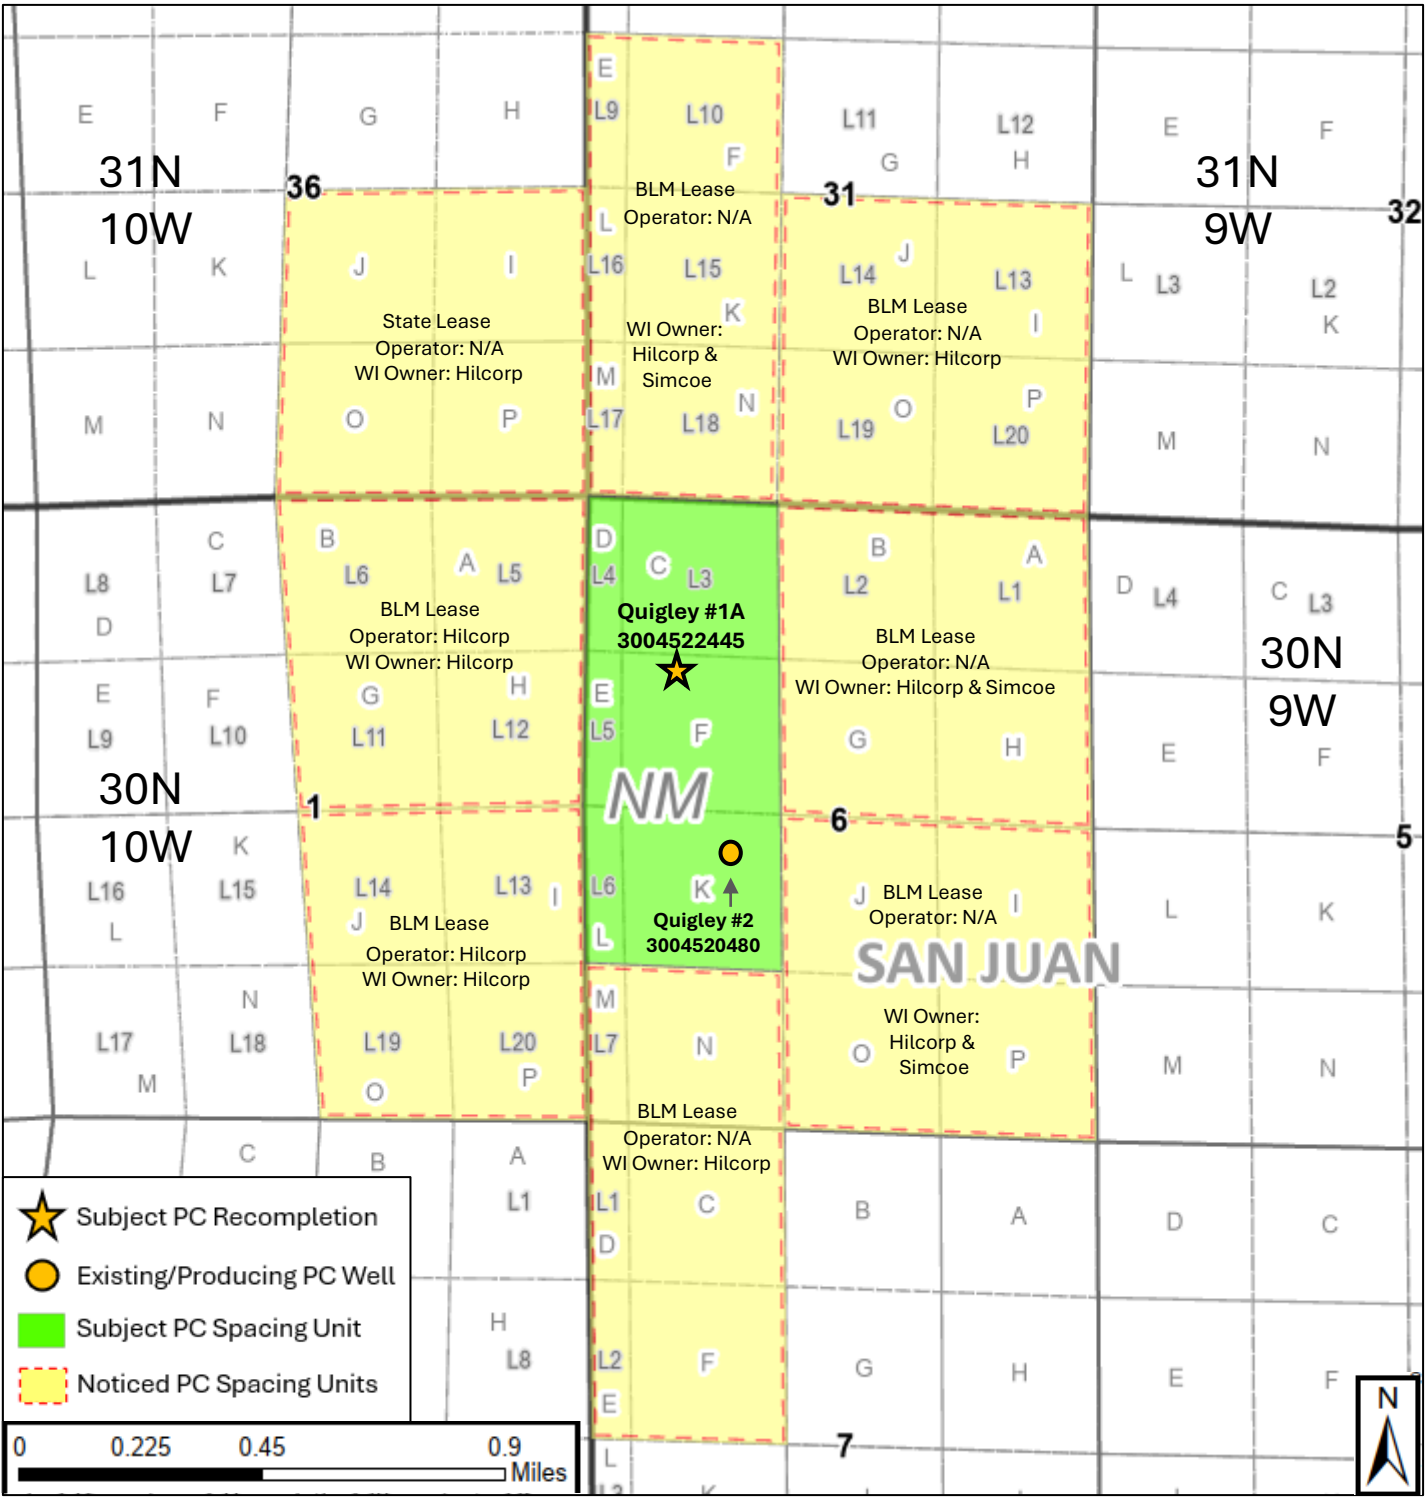 E F G H E L9 L10 F L11 G L12 H E F
31N
10W
36
31
31N
9W
32
BLM Lease
Operator: N/A
L K J I L L16 L15 K L14 J L13 I L L3 L2 K
State Lease
Operator: N/A
WI Owner: Hilcorp
WI Owner:
Hilcorp &
Simcoe
BLM Lease
Operator: N/A
WI Owner: Hilcorp
M N O P M L17 L18 N L19 O L20 P M N
C L8 L7 D B L6 A L5 D L4 C L3 B L2 A L1 D L4 C L3
BLM Lease
Operator: Hilcorp
WI Owner: Hilcorp
Quigley #1A
3004522445
BLM Lease
Operator: N/A
WI Owner: Hilcorp & Simcoe
30N
9W
E L9 F L10 G L11 H L12 E L5 F G H E F
NM
30N
10W
1
6
5
K L16 L15 L L14 J L13 I L6 K L J I L K
BLM Lease
Operator: Hilcorp
WI Owner: Hilcorp
Quigley #2
3004520480
BLM Lease
Operator: N/A
SAN JUAN
WI Owner:
Hilcorp &
Simcoe
N L17 L18 M L19 O L20 P M L7 N O P M N
BLM Lease
Operator: N/A
WI Owner: Hilcorp
C B A L1 L1 D C B A D C
H L8 L2 E F G H E F
7
L
K
Subject PC Recompletion
Existing/Producing PC Well
Subject PC Spacing Unit
Noticed PC Spacing Units
0 0.225 0.45 0.9
Miles
N